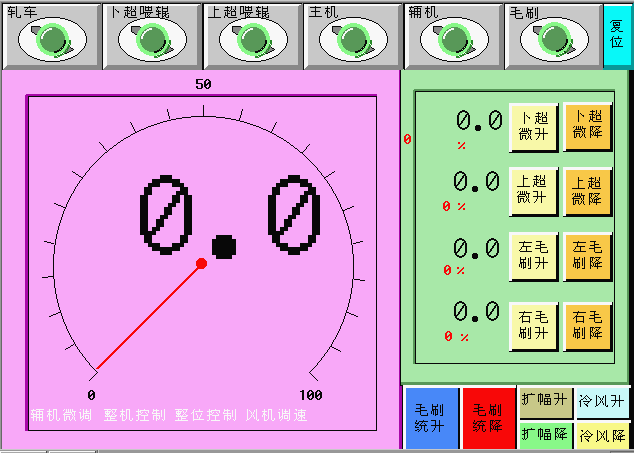 轧车 卜超喂辊 上超喂辊 主机 辅机 毛刷 复位
50
0.0
0 100
辅机微调 整机控制 整位控制 风机调速
0
0.0
%
卜超微升
卜超微降
0.0
0 %
上超微升
上超微降
0.0
0 %
左毛刷升
左毛刷降
0.0
0 %
右毛刷升
右毛刷降
毛刷统升
毛刷统降
扩幅升
冷风升
扩幅降
冷风降